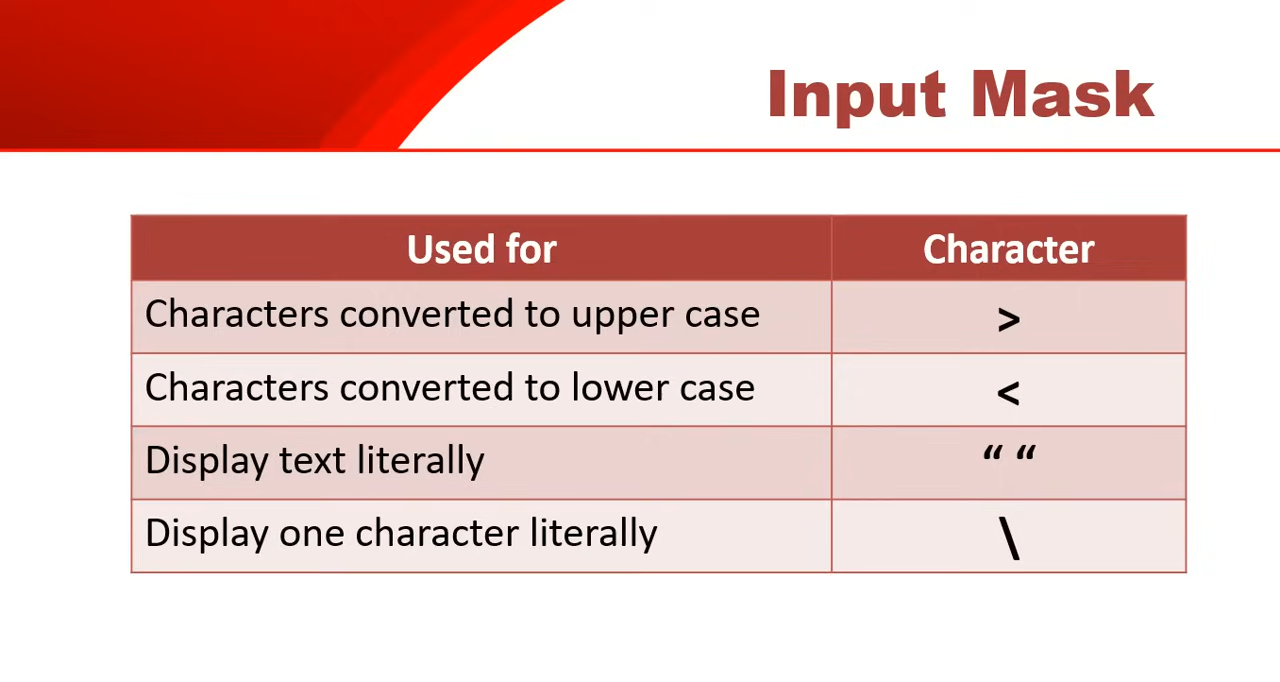 Input Mask
Used for Character
Characters converted to upper case >
Characters converted to lower case <
Display text literally “ “
Display one character literally \